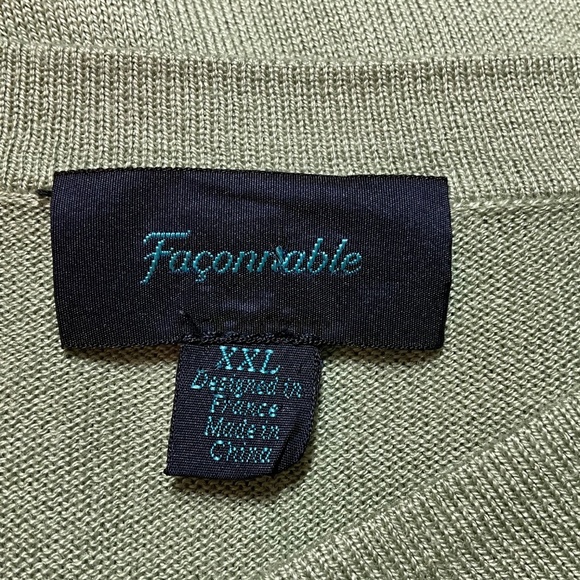 Façonnable
XXL
Designed in
France
Made in
China